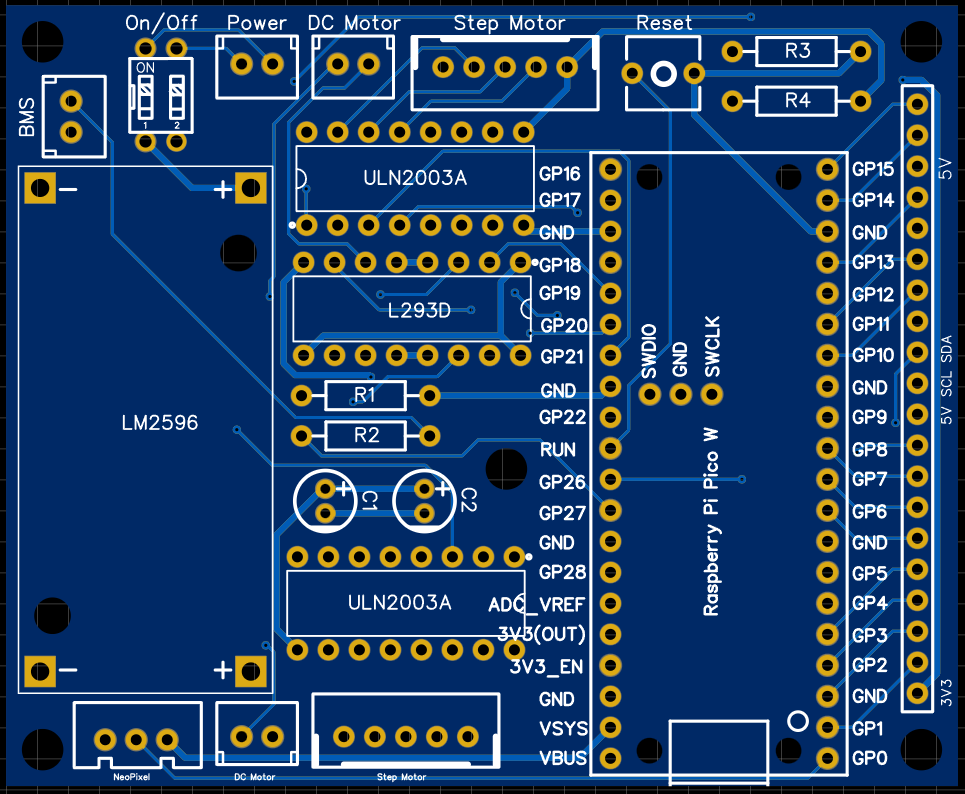 On/Off
Power
DC Motor
Step Motor
Reset
R3
R4
ON
1 2
BMS
ULN2003A
L293D
R1
R2
LM2596
−
+
−
+
+
C1
+
C2
ULN2003A
GP16
GP17
GND
GP18
GP19
GP20
GP21
GND
GP22
RUN
GP26
GP27
GND
GP28
ADC_VREF
3V3(OUT)
3V3_EN
GND
VSYS
VBUS
SWDIO
GND
SWCLK
Raspberry Pi Pico W
GP15
GP14
GND
GP13
GP12
GP11
GP10
GND
GP9
GP8
GP7
GP6
GND
GP5
GP4
GP3
GP2
GND
GP1
GP0
5V
5V SCL SDA
3V3
NeoPixel
DC Motor
Step Motor